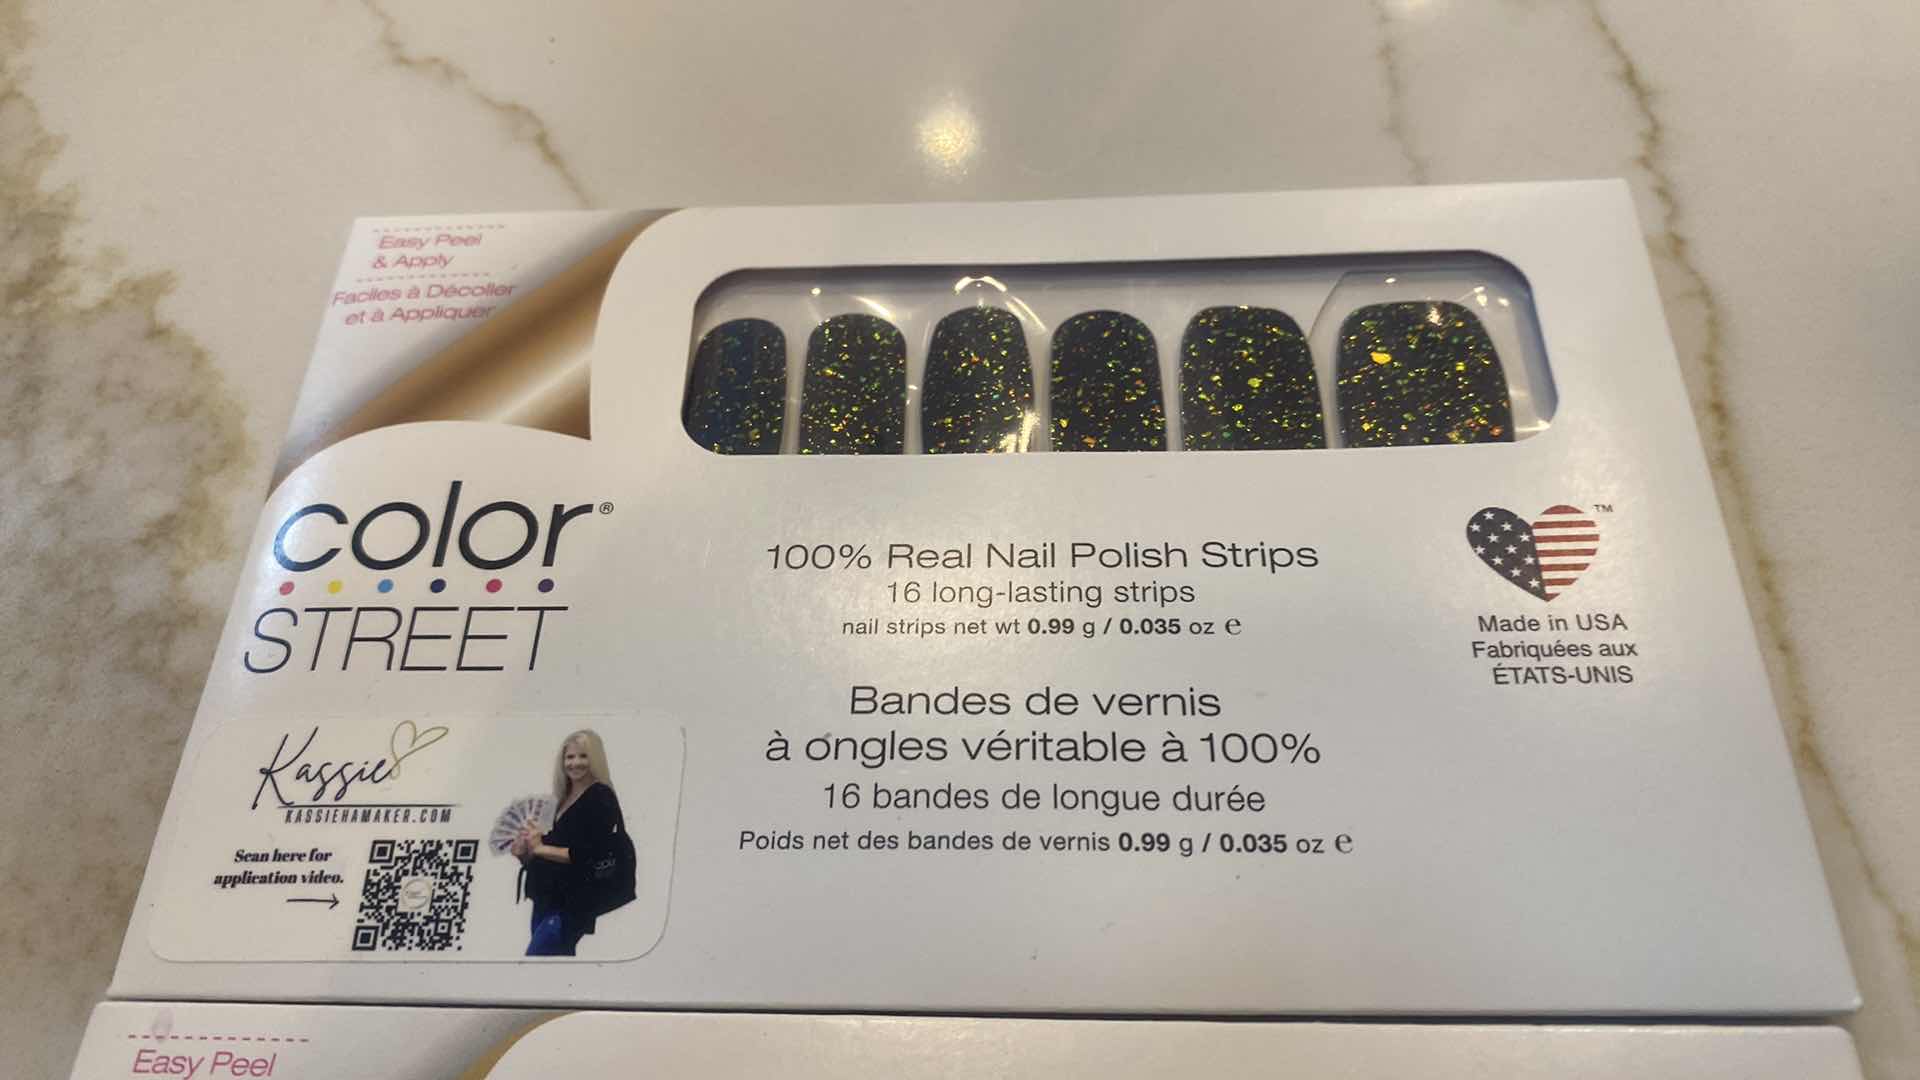 Easy Peel
& Apply
Faciles à Décoller
et à Appliquer
color®
STREET
100% Real Nail Polish Strips
16 long-lasting strips
nail strips net wt 0.99 g / 0.035 oz ℮
Bandes de vernis
à ongles véritable à 100%
16 bandes de longue durée
Poids net des bandes de vernis 0.99 g / 0.035 oz ℮
TM
Made in USA
Fabriquées aux
ÉTATS-UNIS
Kassie
KASSIEHAMAKER.COM
Scan here for
application video.
Easy Peel